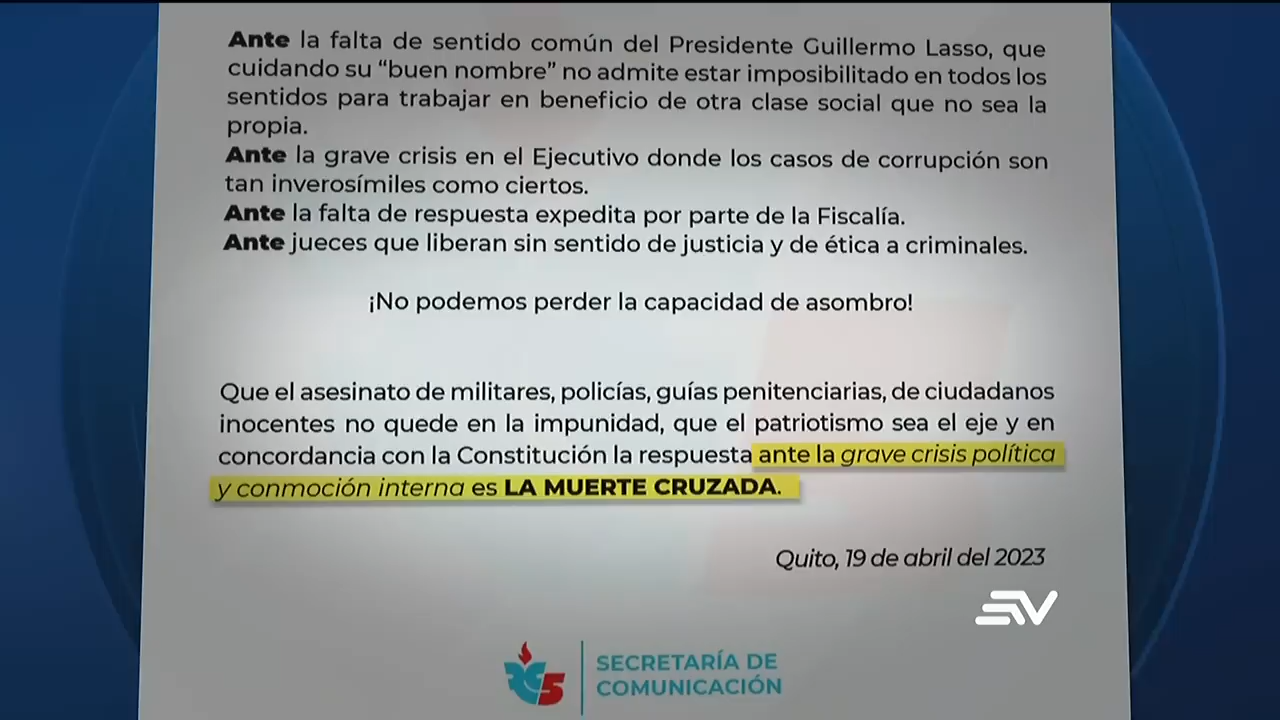 Ante la falta de sentido común del Presidente Guillermo Lasso, que
cuidando su “buen nombre” no admite estar imposibilitado en todos los
sentidos para trabajar en beneficio de otra clase social que no sea la
propia.
Ante la grave crisis en el Ejecutivo donde los casos de corrupción son
tan inverosímiles como ciertos.
Ante la falta de respuesta expedita por parte de la Fiscalía.
Ante jueces que liberan sin sentido de justicia y de ética a criminales.
¡No podemos perder la capacidad de asombro!
Que el asesinato de militares, policías, guías penitenciarias, de ciudadanos
inocentes no quede en la impunidad, que el patriotismo sea el eje y en
concordancia con la Constitución la respuesta ante la grave crisis política
y conmoción interna es LA MUERTE CRUZADA.
Quito, 19 de abril del 2023
EV
RC5
SECRETARÍA DE
COMUNICACIÓN